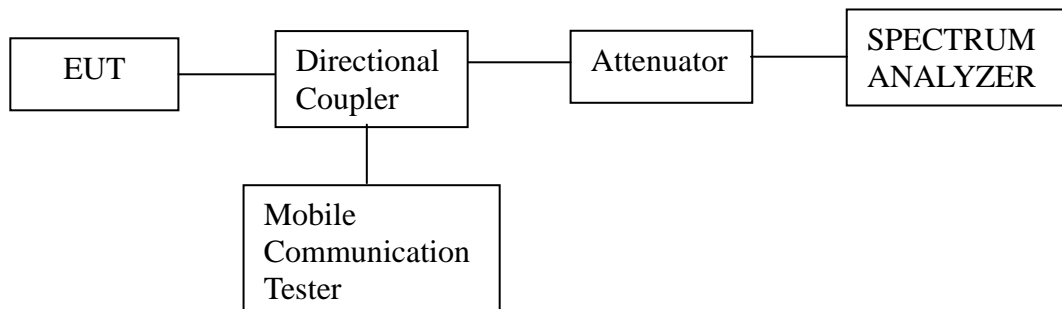 EUT
Directional
Coupler
Attenuator
SPECTRUM
ANALYZER
Mobile
Communication
Tester